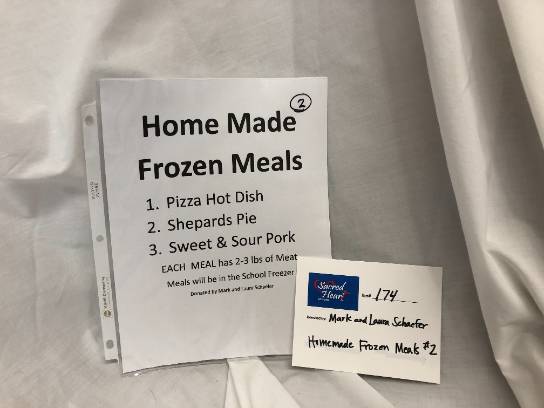 2
Home Made
Frozen Meals
1. Pizza Hot Dish
2. Shepards Pie
3. Sweet & Sour Pork
EACH MEAL has 2-3 lbs of Meat
Meals will be in the School Freezer
Donated by Mark and Laura Schaefer
Sacred
Heart
174
Mark and Laura Schaefer
Homemade Frozen Meals #2